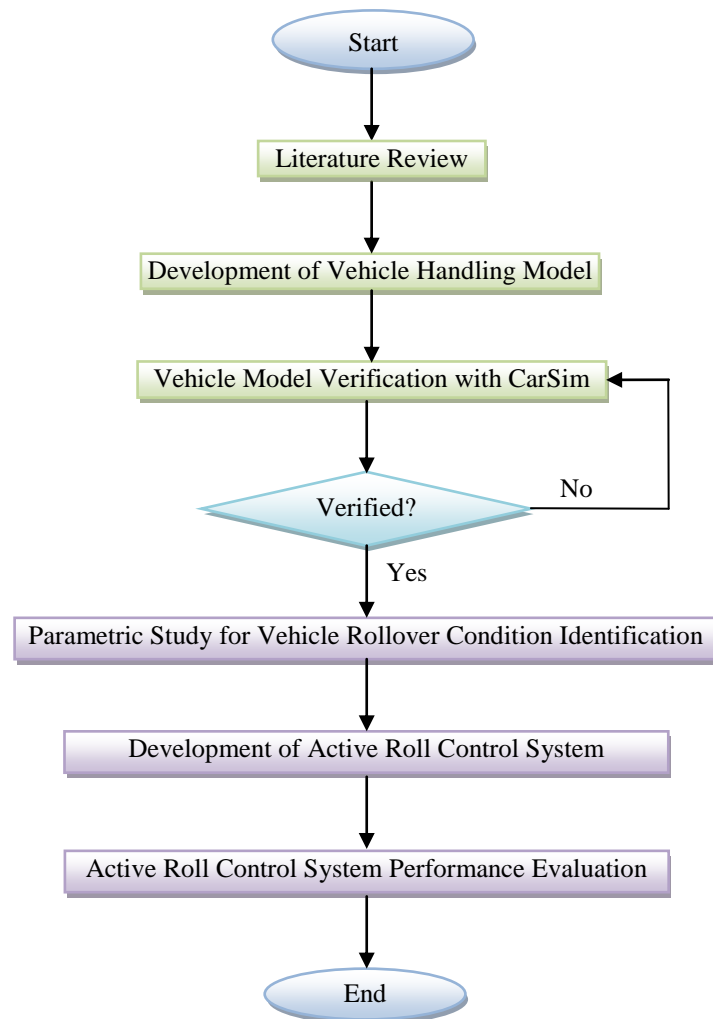 Start
Literature Review
Development of Vehicle Handling Model
Vehicle Model Verification with CarSim
Verified?
No
Yes
Parametric Study for Vehicle Rollover Condition Identification
Development of Active Roll Control System
Active Roll Control System Performance Evaluation
End